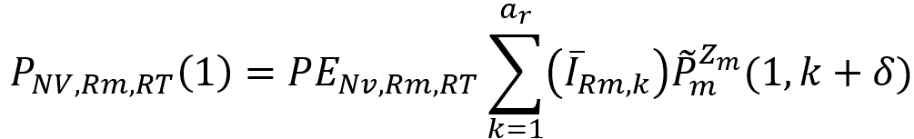 $P_{NV,Rm,RT}(1) = PE_{Nv,Rm,RT} \sum_{k=1}^{a_r} (\bar{I}_{Rm,k}) \tilde{P}_m^{Z_m}(1, k + \delta)$